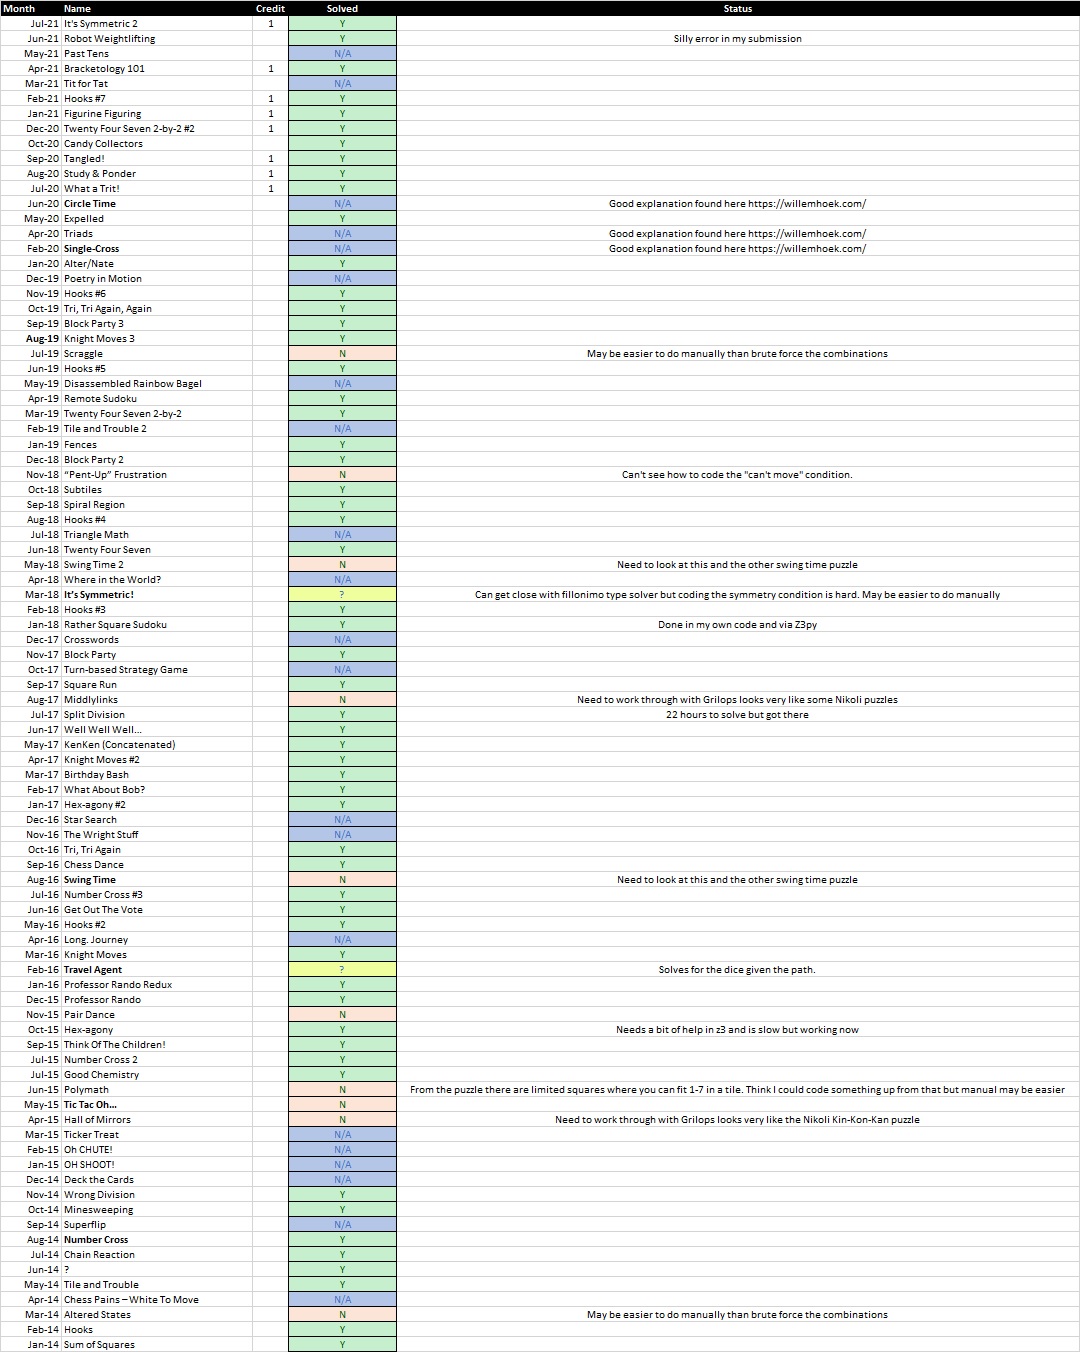 Month Name Credit Solved Status
Jul-21 It's Symmetric 2 1 Y
Jun-21 Robot Weightlifting Y Silly error in my submission
May-21 Past Tens N/A
Apr-21 Bracketology 101 1 Y
Mar-21 Tit for Tat N/A
Feb-21 Hooks #7 1 Y
Jan-21 Figurine Figuring 1 Y
Dec-20 Twenty Four Seven 2-by-2 #2 1 Y
Oct-20 Candy Collectors Y
Sep-20 Tangled! 1 Y
Aug-20 Study & Ponder 1 Y
Jul-20 What a Trit! 1 Y
Jun-20 Circle Time N/A Good explanation found here https://willemhoek.com/
May-20 Expelled Y
Apr-20 Triads N/A Good explanation found here https://willemhoek.com/
Feb-20 Single-Cross N/A Good explanation found here https://willemhoek.com/
Jan-20 Alter/Nate Y
Dec-19 Poetry in Motion N/A
Nov-19 Hooks #6 Y
Oct-19 Tri, Tri Again, Again Y
Sep-19 Block Party 3 Y
Aug-19 Knight Moves 3 Y
Jul-19 Scraggle N May be easier to do manually than brute force the combinations
Jun-19 Hooks #5 Y
May-19 Disassembled Rainbow Bagel N/A
Apr-19 Remote Sudoku Y
Mar-19 Twenty Four Seven 2-by-2 Y
Feb-19 Tile and Trouble 2 N/A
Jan-19 Fences Y
Dec-18 Block Party 2 Y
Nov-18 “Pent-Up” Frustration N Can't see how to code the "can't move" condition.
Oct-18 Subtiles Y
Sep-18 Spiral Region Y
Aug-18 Hooks #4 Y
Jul-18 Triangle Math N/A
Jun-18 Twenty Four Seven Y
May-18 Swing Time 2 N Need to look at this and the other swing time puzzle
Apr-18 Where in the World? N/A
Mar-18 It’s Symmetric! ? Can get close with fillonimo type solver but coding the symmetry condition is hard. May be easier to do manually
Feb-18 Hooks #3 Y
Jan-18 Rather Square Sudoku Y Done in my own code and via Z3py
Dec-17 Crosswords N/A
Nov-17 Block Party Y
Oct-17 Turn-based Strategy Game N/A
Sep-17 Square Run Y
Aug-17 Middlylinks N Need to work through with Grilops looks very like some Nikoli puzzles
Jul-17 Split Division Y 22 hours to solve but got there
Jun-17 Well Well Well… Y
May-17 KenKen (Concatenated) Y
Apr-17 Knight Moves #2 Y
Mar-17 Birthday Bash Y
Feb-17 What About Bob? Y
Jan-17 Hex-agony #2 Y
Dec-16 Star Search N/A
Nov-16 The Wright Stuff N/A
Oct-16 Tri, Tri Again Y
Sep-16 Chess Dance Y
Aug-16 Swing Time N Need to look at this and the other swing time puzzle
Jul-16 Number Cross #3 Y
Jun-16 Get Out The Vote Y
May-16 Hooks #2 Y
Apr-16 Long. Journey N/A
Mar-16 Knight Moves Y
Feb-16 Travel Agent ? Solves for the dice given the path.
Jan-16 Professor Rando Redux Y
Dec-15 Professor Rando Y
Nov-15 Pair Dance N
Oct-15 Hex-agony Y Needs a bit of help in z3 and is slow but working now
Sep-15 Think Of The Children! Y
Jul-15 Number Cross 2 Y
Jul-15 Good Chemistry Y
Jun-15 Polymath N From the puzzle there are limited squares where you can fit 1-7 in a tile. Think I could code something up from that but manual may be easier
May-15 Tic Tac Oh… N
Apr-15 Hall of Mirrors N Need to work through with Grilops looks very like the Nikoli Kin-Kon-Kan puzzle
Mar-15 Ticker Treat N/A
Feb-15 Oh CHUTE! N/A
Jan-15 OH SHOOT! N/A
Dec-14 Deck the Cards N/A
Nov-14 Wrong Division Y
Oct-14 Minesweeping Y
Sep-14 Superflip N/A
Aug-14 Number Cross Y
Jul-14 Chain Reaction Y
Jun-14 ? Y
May-14 Tile and Trouble Y
Apr-14 Chess Pains – White To Move N/A
Mar-14 Altered States N May be easier to do manually than brute force the combinations
Feb-14 Hooks Y
Jan-14 Sum of Squares Y